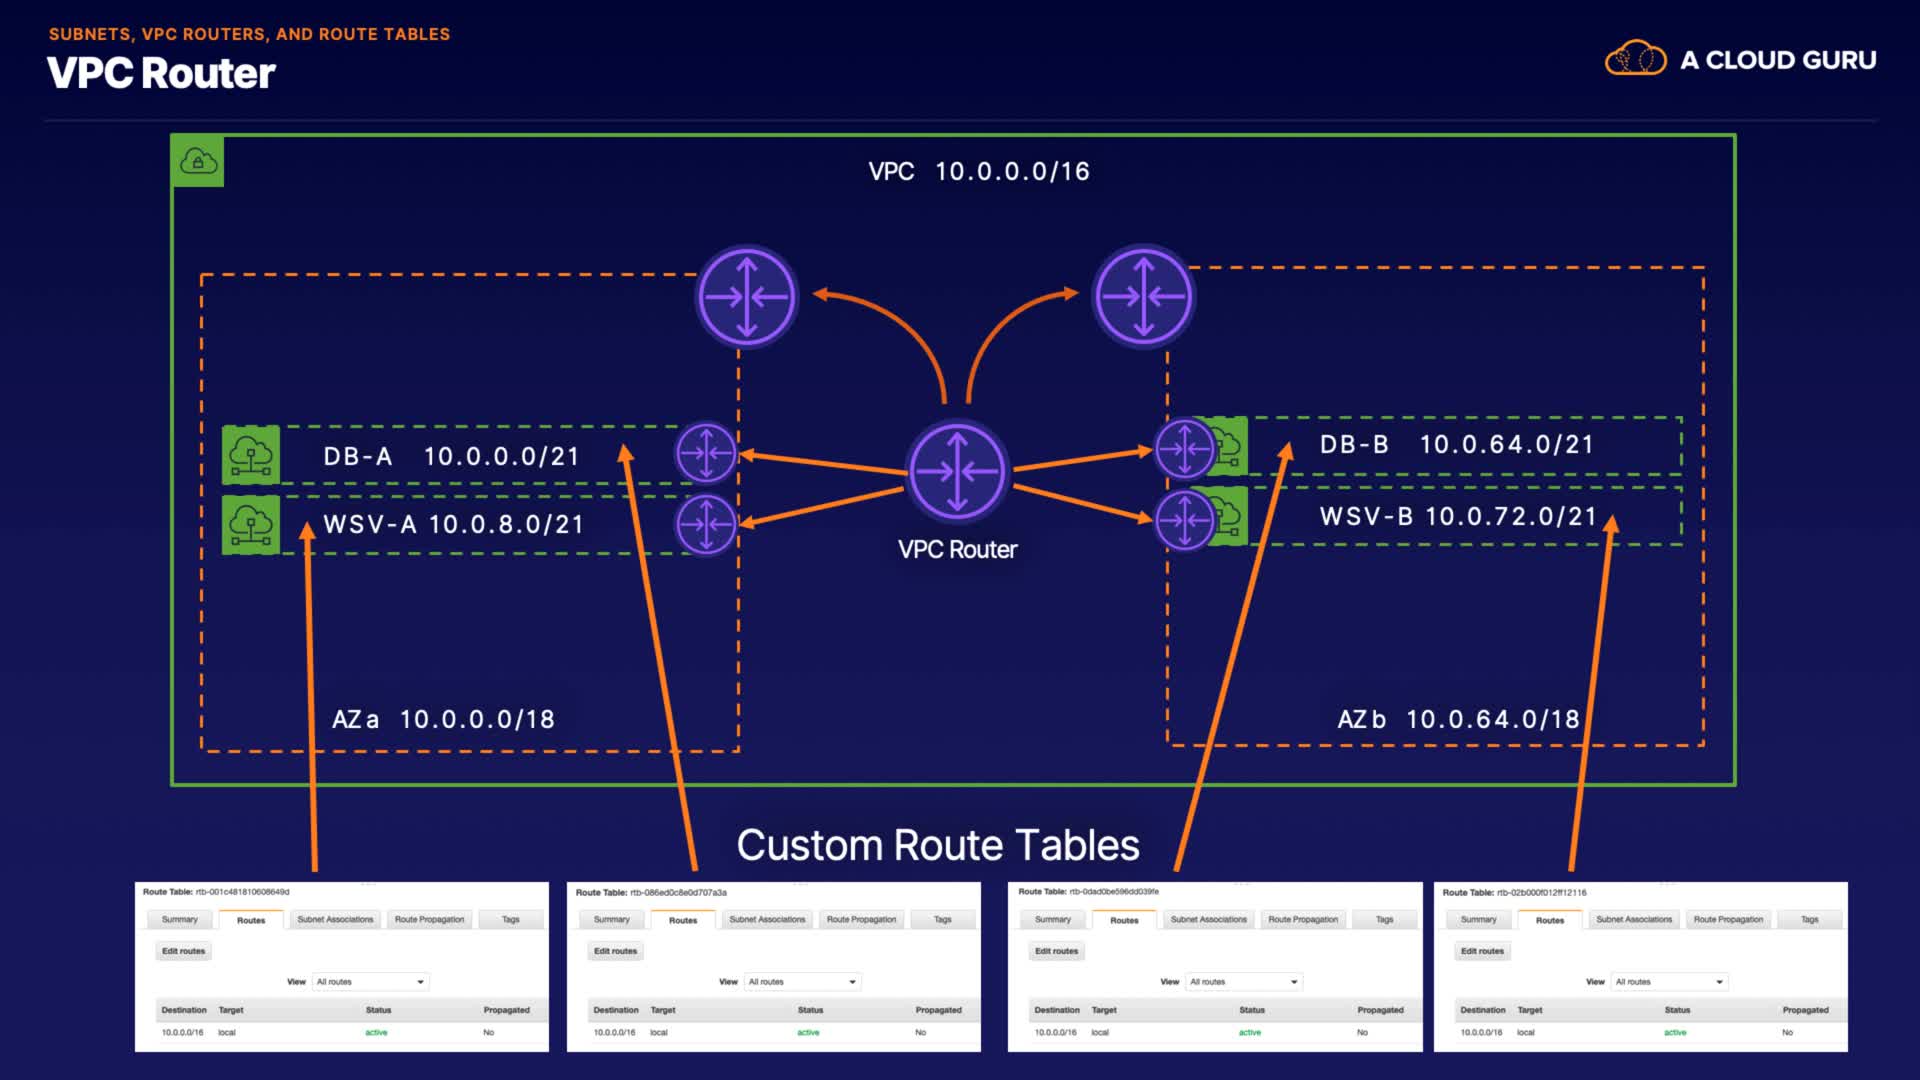 SUBNETS, VPC ROUTERS, AND ROUTE TABLES
VPC Router
A CLOUD GURU
VPC 10.0.0.0/16
DB-A 10.0.0.0/21
WSV-A 10.0.8.0/21
AZa 10.0.0.0/18
VPC Router
DB-B 10.0.64.0/21
WSV-B 10.0.72.0/21
AZb 10.0.64.0/18
Custom Route Tables
Route Table: rtb-001c481810608649d
Summary Routes Subnet Associations Route Propagation Tags
Edit routes
View All routes
Destination Target Status Propagated
10.0.0.0/16 local active No
Route Table: rtb-086ed0c8e0d707a3a
Summary Routes Subnet Associations Route Propagation Tags
Edit routes
View All routes
Destination Target Status Propagated
10.0.0.0/16 local active No
Route Table: rtb-0dad0be596dd039fe
Summary Routes Subnet Associations Route Propagation Tags
Edit routes
View All routes
Destination Target Status Propagated
10.0.0.0/16 local active No
Route Table: rtb-02b000f012ff12116
Summary Routes Subnet Associations Route Propagation Tags
Edit routes
View All routes
Destination Target Status Propagated
10.0.0.0/16 local active No